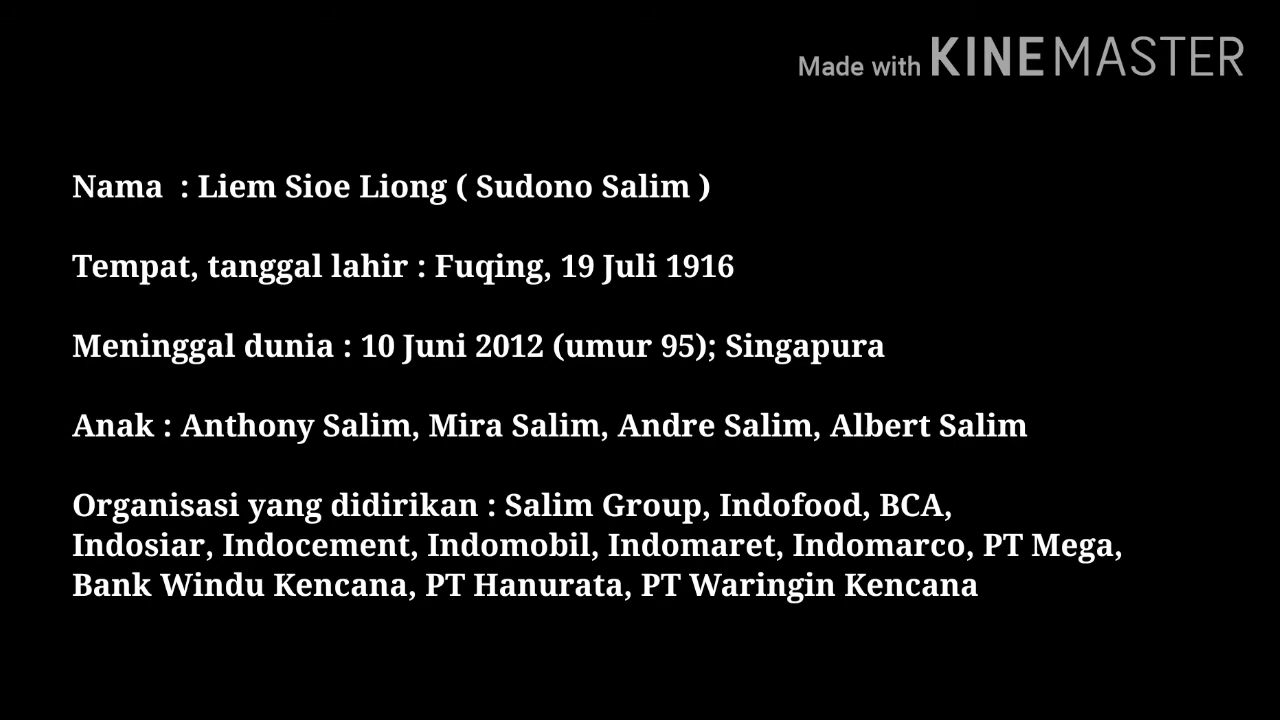 Made with KINEMASTER
Nama : Liem Sioe Liong ( Sudono Salim )
Tempat, tanggal lahir : Fuqing, 19 Juli 1916
Meninggal dunia : 10 Juni 2012 (umur 95); Singapura
Anak : Anthony Salim, Mira Salim, Andre Salim, Albert Salim
Organisasi yang didirikan : Salim Group, Indofood, BCA,
Indosiar, Indocement, Indomobil, Indomaret, Indomarco, PT Mega,
Bank Windu Kencana, PT Hanurata, PT Waringin Kencana